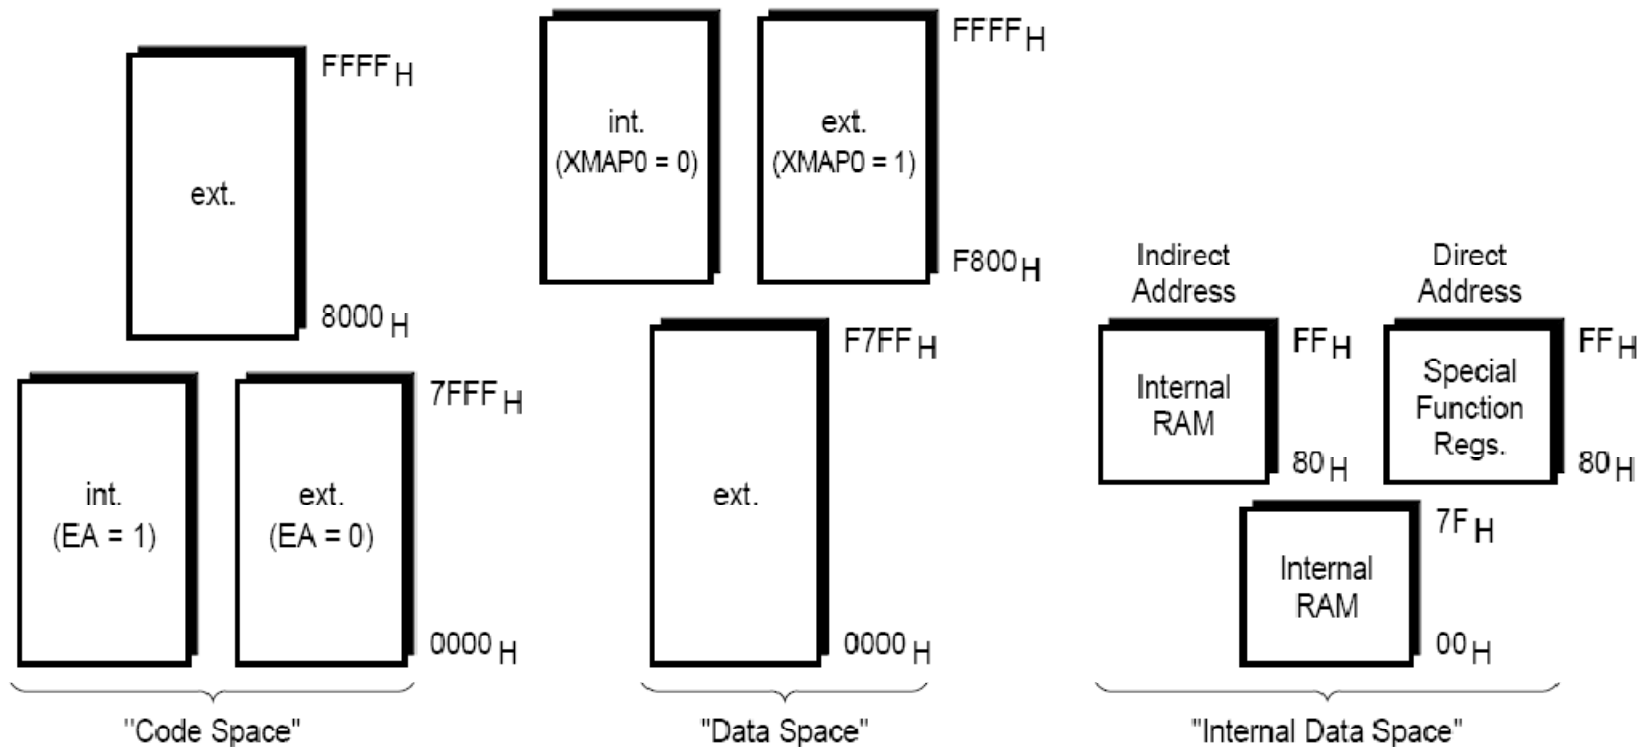 FFFF H
ext.
8000 H
int.
(EA = 1)
ext.
(EA = 0)
7FFF H
0000 H
"Code Space"
int.
(XMAP0 = 0)
ext.
(XMAP0 = 1)
FFFF H
F800 H
F7FF H
ext.
0000 H
"Data Space"
Indirect
Address
Internal
RAM
FF H
80 H
Direct
Address
Special
Function
Regs.
FF H
80 H
Internal
RAM
7F H
00 H
"Internal Data Space"